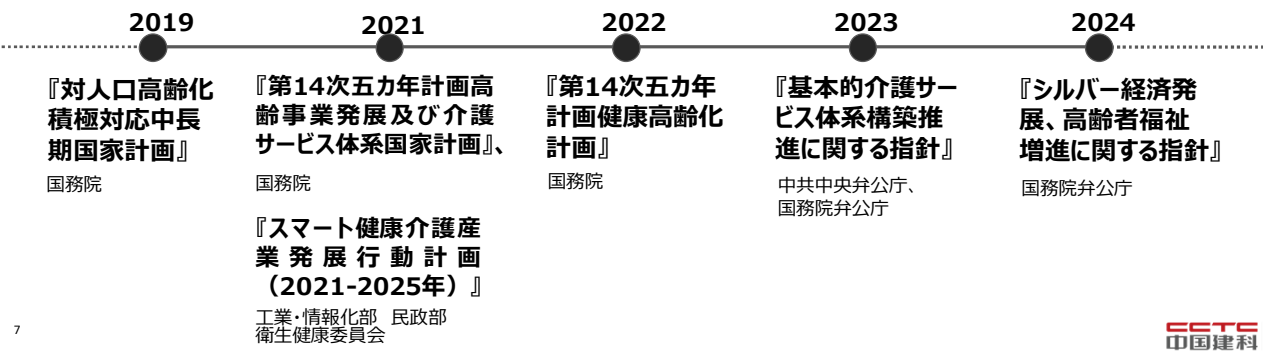 2019
2021
2022
2023
2024
『対人口高齢化
積極対応中長
期国家計画』
国務院
『第14次五カ年計画高
齢事業発展及び介護
サービス体系国家計画』、
国務院
『スマート健康介護産
業発展行動計画
（2021-2025年）』
工業・情報化部　民政部
衛生健康委員会
『第14次五カ年
計画健康高齢化
計画』
国務院
『基本的介護サー
ビス体系構築推
進に関する指針』
中共中央弁公庁、
国務院弁公庁
『シルバー経済発
展、高齢者福祉
増進に関する指針』
国務院弁公庁
7
CCTC
中国建科